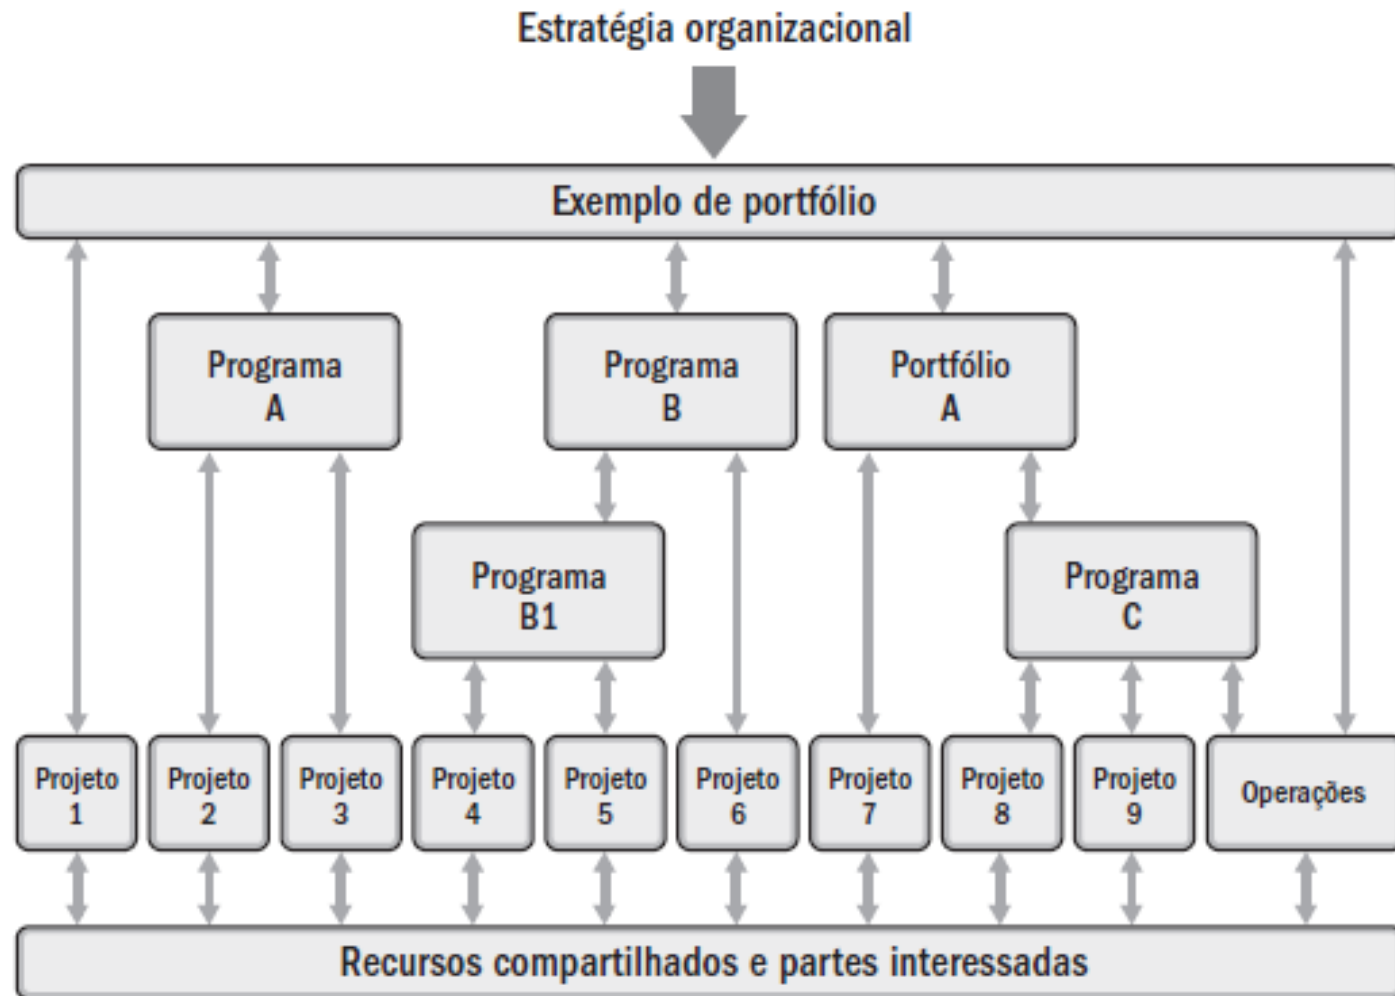 Estratégia organizacional
Exemplo de portfólio
Programa
A
Programa
B
Portfólio
A
Programa
B1
Programa
C
Projeto
1
Projeto
2
Projeto
3
Projeto
4
Projeto
5
Projeto
6
Projeto
7
Projeto
8
Projeto
9
Operações
Recursos compartilhados e partes interessadas